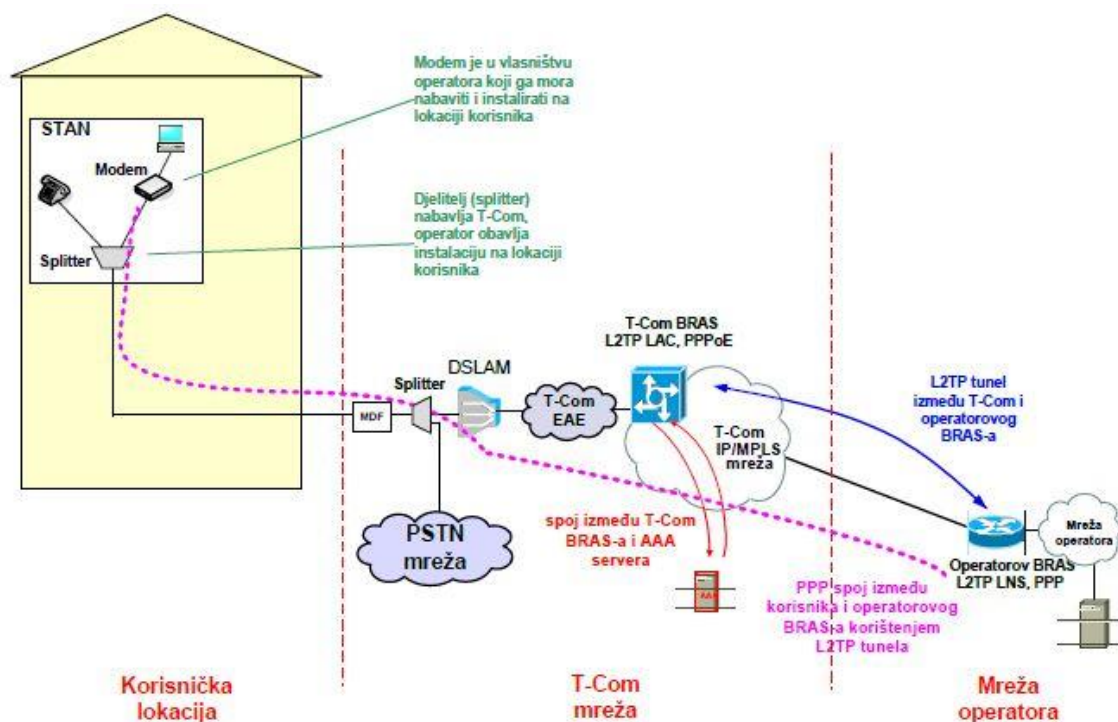 Modem je u vlasništvu
operatora koji ga mora
nabaviti i instalirati na
lokaciji korisnika
STAN
Modem
Djelitelj (splitter)
nabavlja T-Com,
operator obavlja
instalaciju na lokaciji
korisnika
Splitter
T-Com BRAS
L2TP LAC, PPPoE
DSLAM
Splitter
MDF
T-Com
EAE
L2TP tunel
između T-Com i
operatorovog
BRAS-a
T-Com
IP/MPLS
mreža
PSTN
mreža
spoj između T-Com
BRAS-a i AAA
servera
AAA
Mreža
operatora
Operatorov BRAS
L2TP LNS, PPP
PPP spoj između
korisnika i operatorovog
BRAS-a korištenjem
L2TP tunela
Korisnička
lokacija
T-Com
mreža
Mreža
operatora